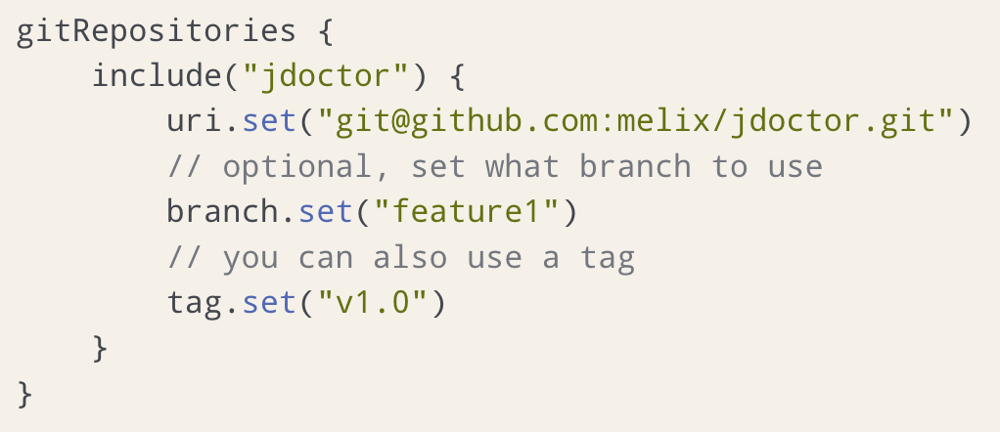 gitRepositories {
    include("jdoctor") {
        uri.set("git@github.com:melix/jdoctor.git")
        // optional, set what branch to use
        branch.set("feature1")
        // you can also use a tag
        tag.set("v1.0")
    }
}